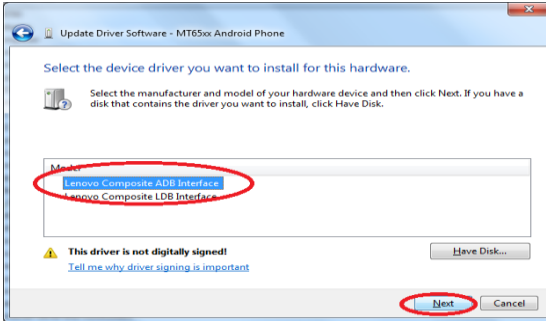 Update Driver Software - MT65xx Android Phone
Select the device driver you want to install for this hardware.
Select the manufacturer and model of your hardware device and then click Next. If you have a
disk that contains the driver you want to install, click Have Disk.
Model
Lenovo Composite ADB Interface
Lenovo Composite LDB Interface
This driver is not digitally signed!
Have Disk...
Tell me why driver signing is important
Next
Cancel